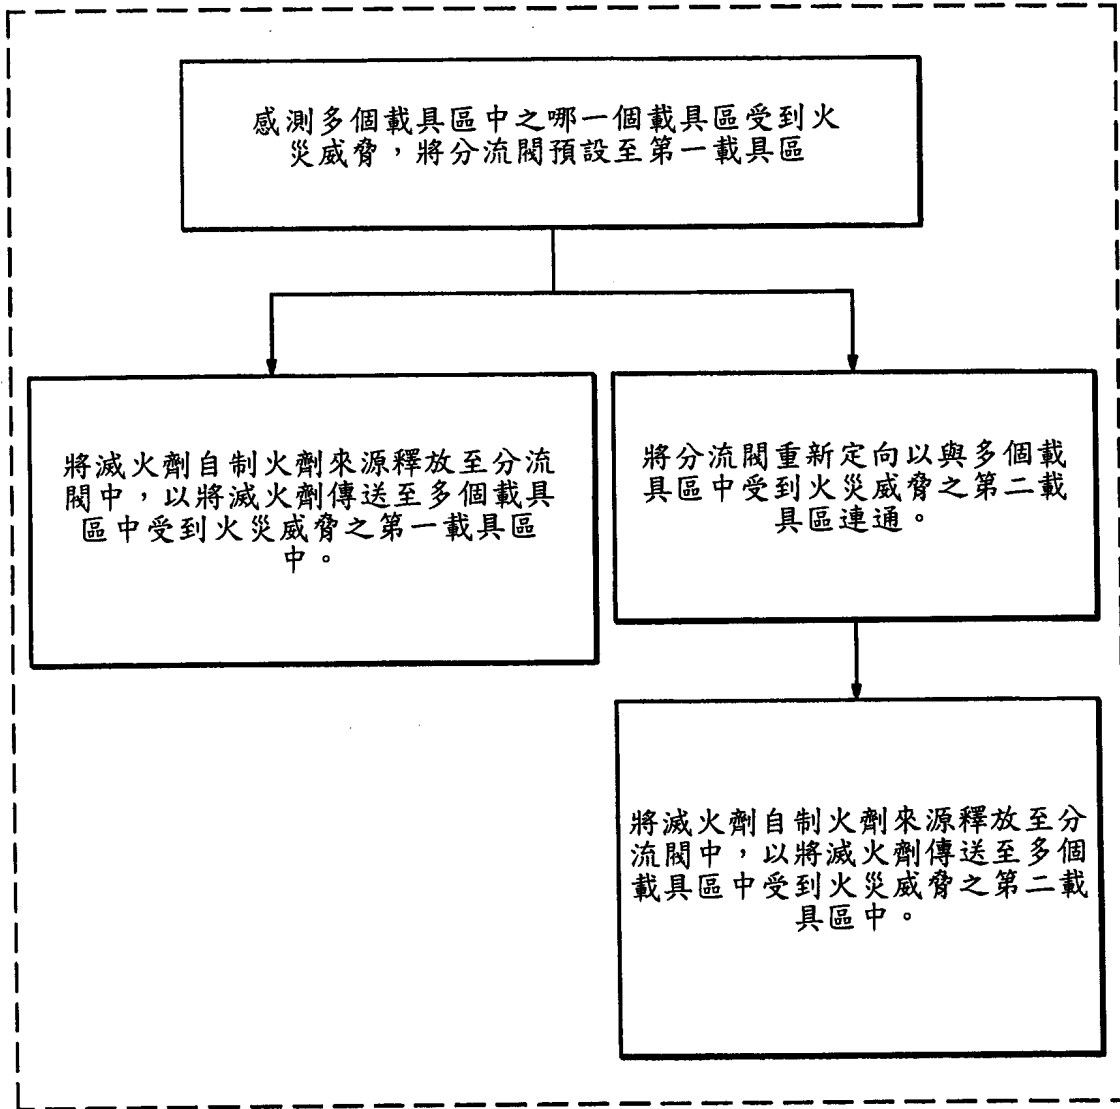 感測多個載具區中之哪一個載具區受到火
災威脅，將分流閥預設至第一載具區
將滅火劑自制火劑來源釋放至分流
閥中，以將滅火劑傳送至多個載具
區中受到火災威脅之第一載具區
中。
將分流閥重新定向以與多個載
具區中受到火災威脅之第二載
具區連通。
將滅火劑自制火劑來源釋放至分
流閥中，以將滅火劑傳送至多個
載具區中受到火災威脅之第二載
具區中。